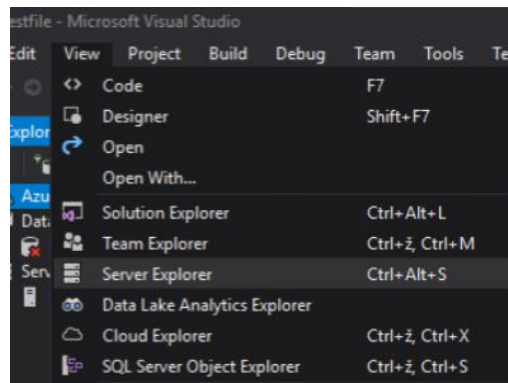 estfile - Microsoft Visual Studio
Edit View Project Build Debug Team Tools Te
Code F7
Designer Shift+F7
Open
Open With...
Solution Explorer Ctrl+Alt+L
Team Explorer Ctrl+ž, Ctrl+M
Server Explorer Ctrl+Alt+S
Data Lake Analytics Explorer
Cloud Explorer Ctrl+ž, Ctrl+X
SQL Server Object Explorer Ctrl+ž, Ctrl+S
Explor
Azu
Data
Serv